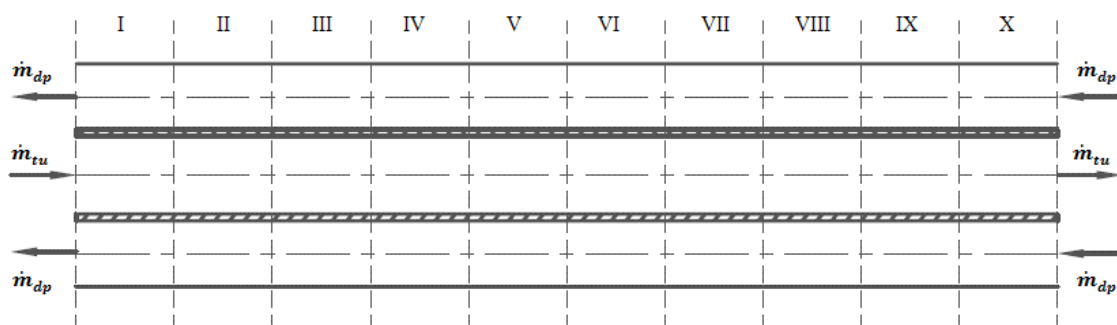 I II III IV V VI VII VIII IX X
ṁ_dp ṁ_dp
ṁ_tu ṁ_tu
ṁ_dp ṁ_dp